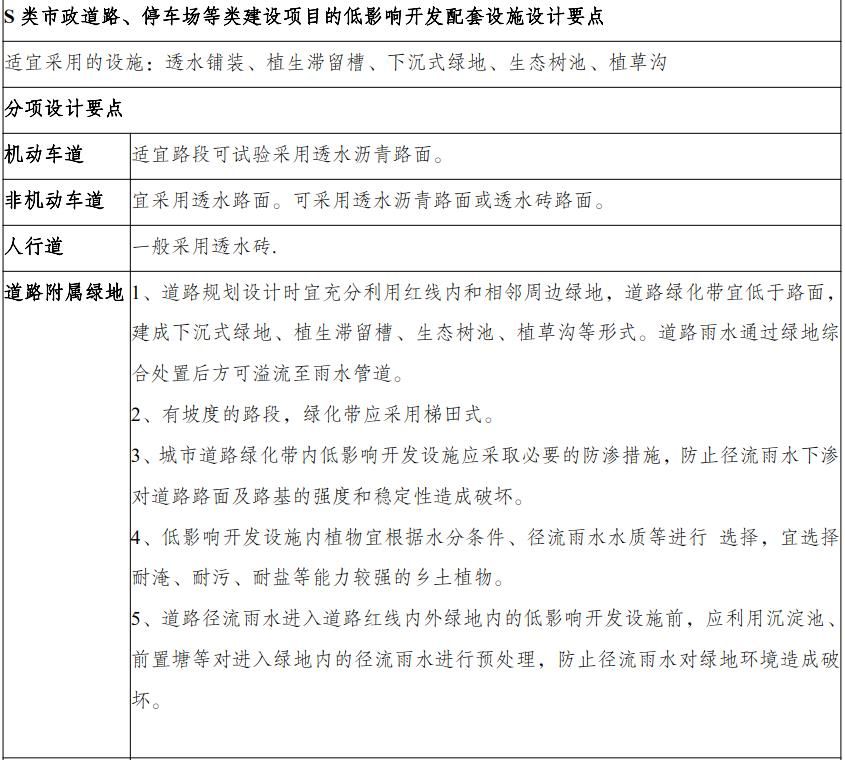 S 类市政道路、停车场等类建设项目的低影响开发配套设施设计要点
适宜采用的设施：透水铺装、植生滞留槽、下沉式绿地、生态树池、植草沟
分项设计要点
机动车道 适宜路段可试验采用透水沥青路面。
非机动车道 宜采用透水路面。可采用透水沥青路面或透水砖路面。
人行道 一般采用透水砖.
道路附属绿地 1、道路规划设计时宜充分利用红线内和相邻周边绿地，道路绿化带宜低于路面，
建成下沉式绿地、植生滞留槽、生态树池、植草沟等形式。道路雨水通过绿地综
合处置后方可溢流至雨水管道。
2、有坡度的路段，绿化带应采用梯田式。
3、城市道路绿化带内低影响开发设施应采取必要的防渗措施，防止径流雨水下渗
对道路路面及路基的强度和稳定性造成破坏。
4、低影响开发设施内植物宜根据水分条件、径流雨水水质等进行 选择，宜选择
耐淹、耐污、耐盐等能力较强的乡土植物。
5、道路径流雨水进入道路红线内外绿地内的低影响开发设施前，应利用沉淀池、
前置塘等对进入绿地内的径流雨水进行预处理，防止径流雨水对绿地环境造成破
坏。